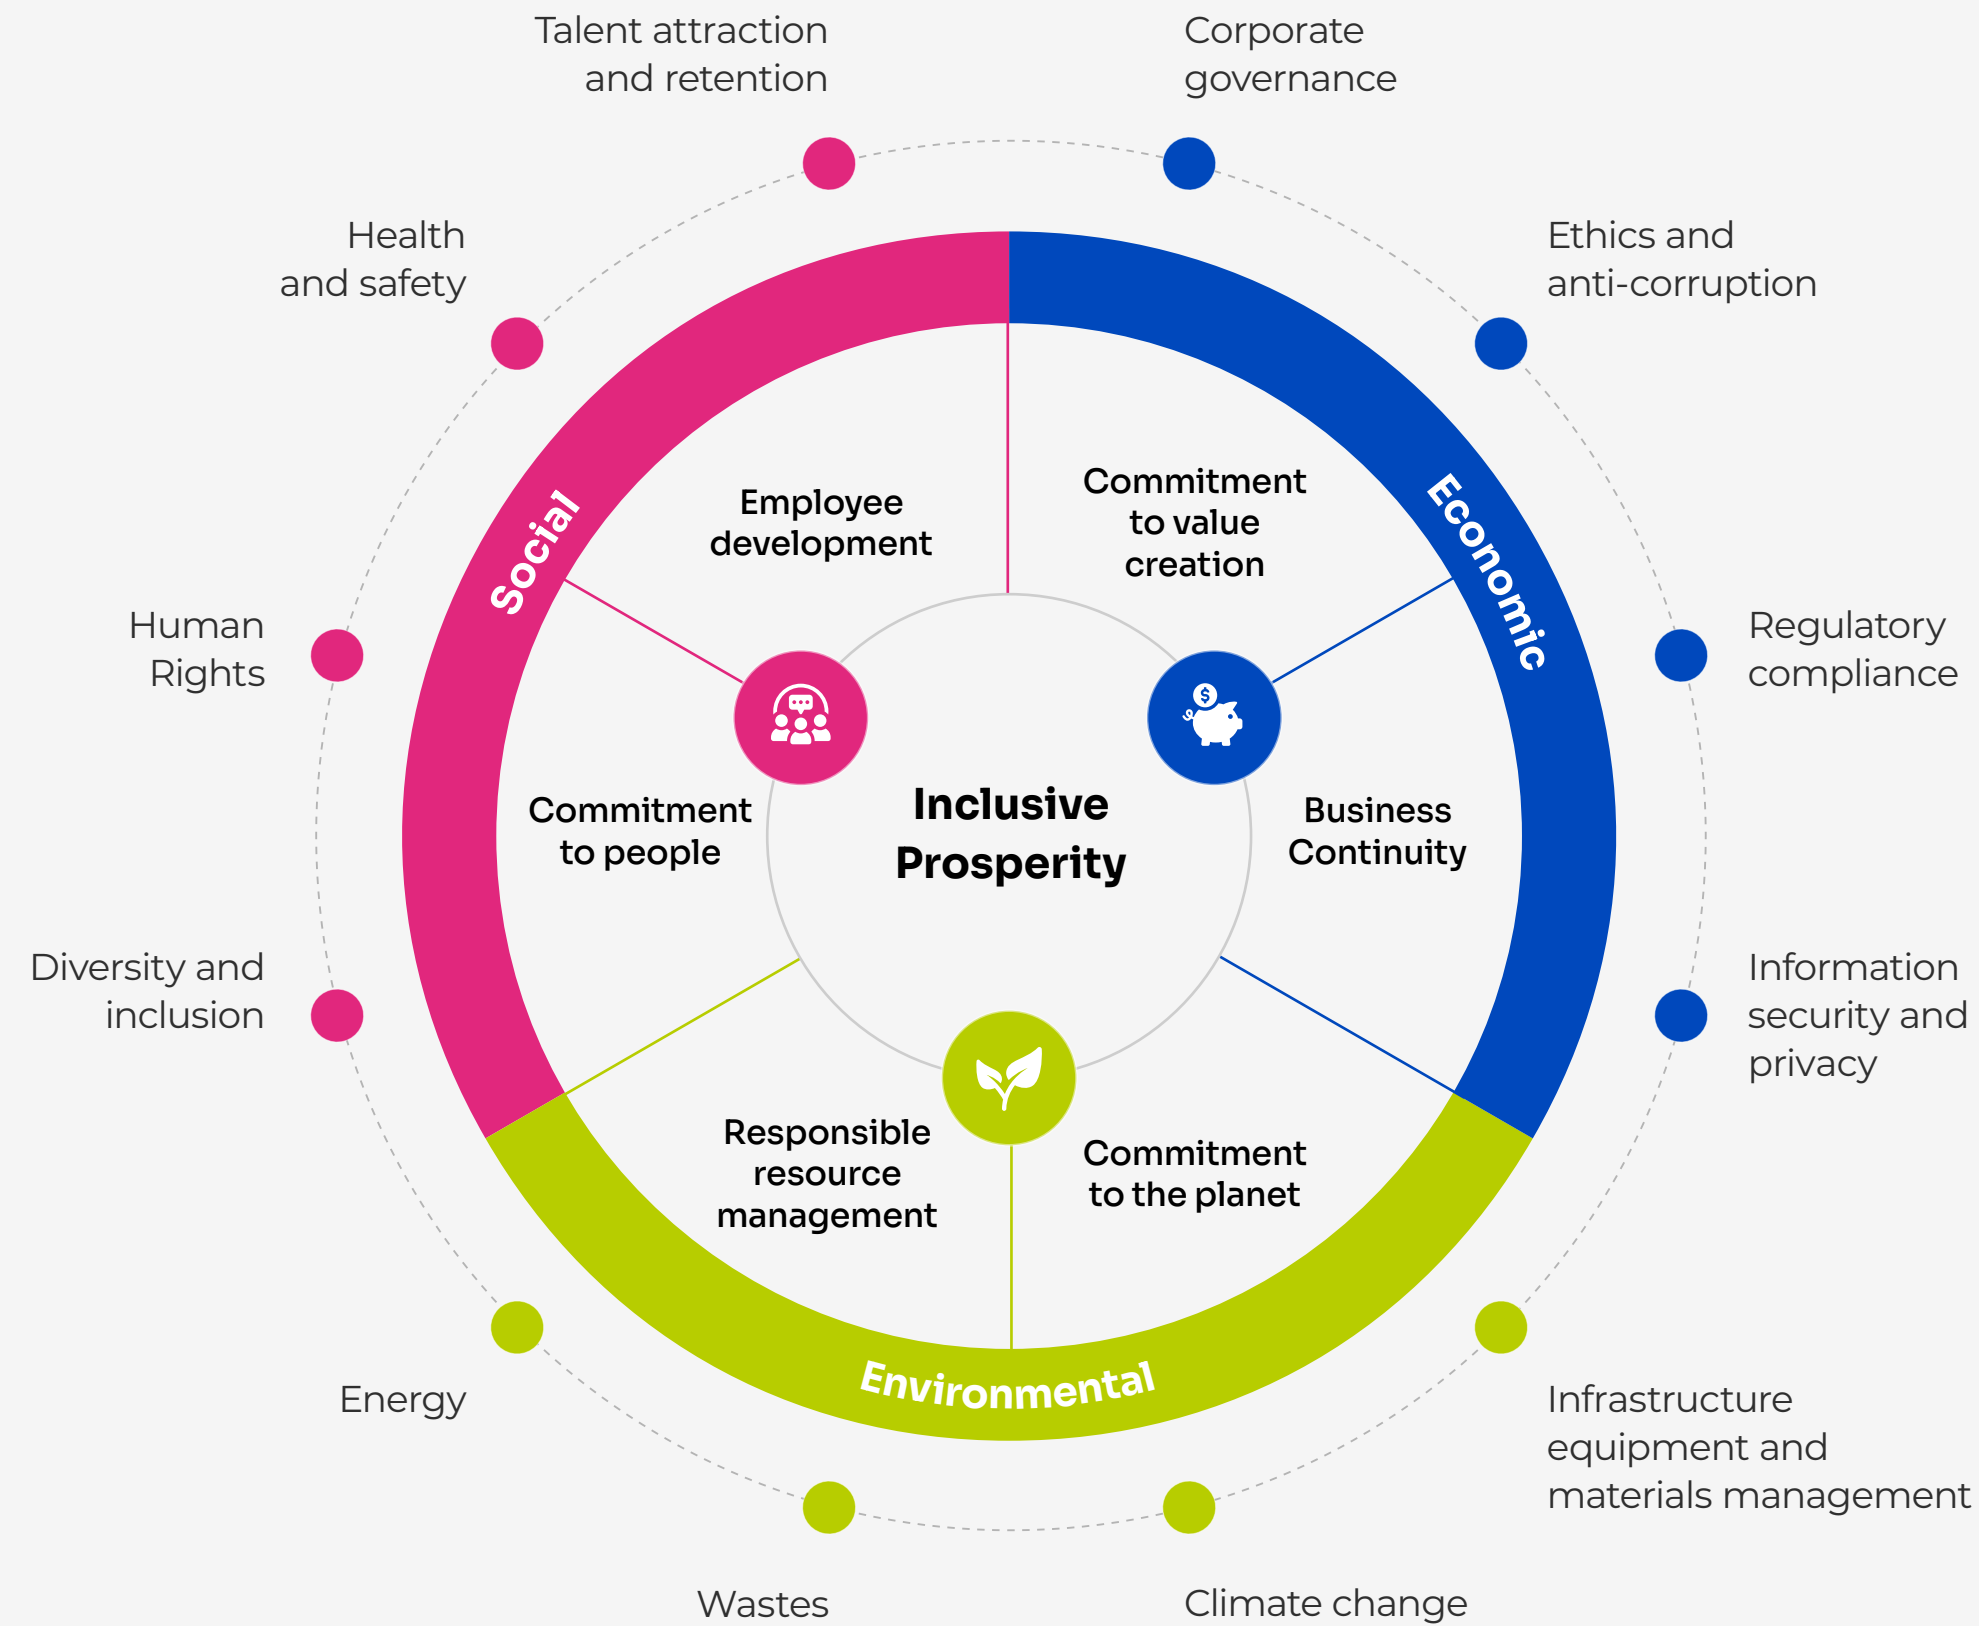 Talent attraction
and retention
Corporate
governance
Health
and safety
Ethics and
anti-corruption
Social
Economic
Employee
development
Commitment
to value
creation
Human
Rights
Regulatory
compliance
Commitment
to people
Inclusive
Prosperity
Business
Continuity
Diversity and
inclusion
Information
security and
privacy
Responsible
resource
management
Commitment
to the planet
Environmental
Energy
Infrastructure
equipment and
materials management
Wastes
Climate change